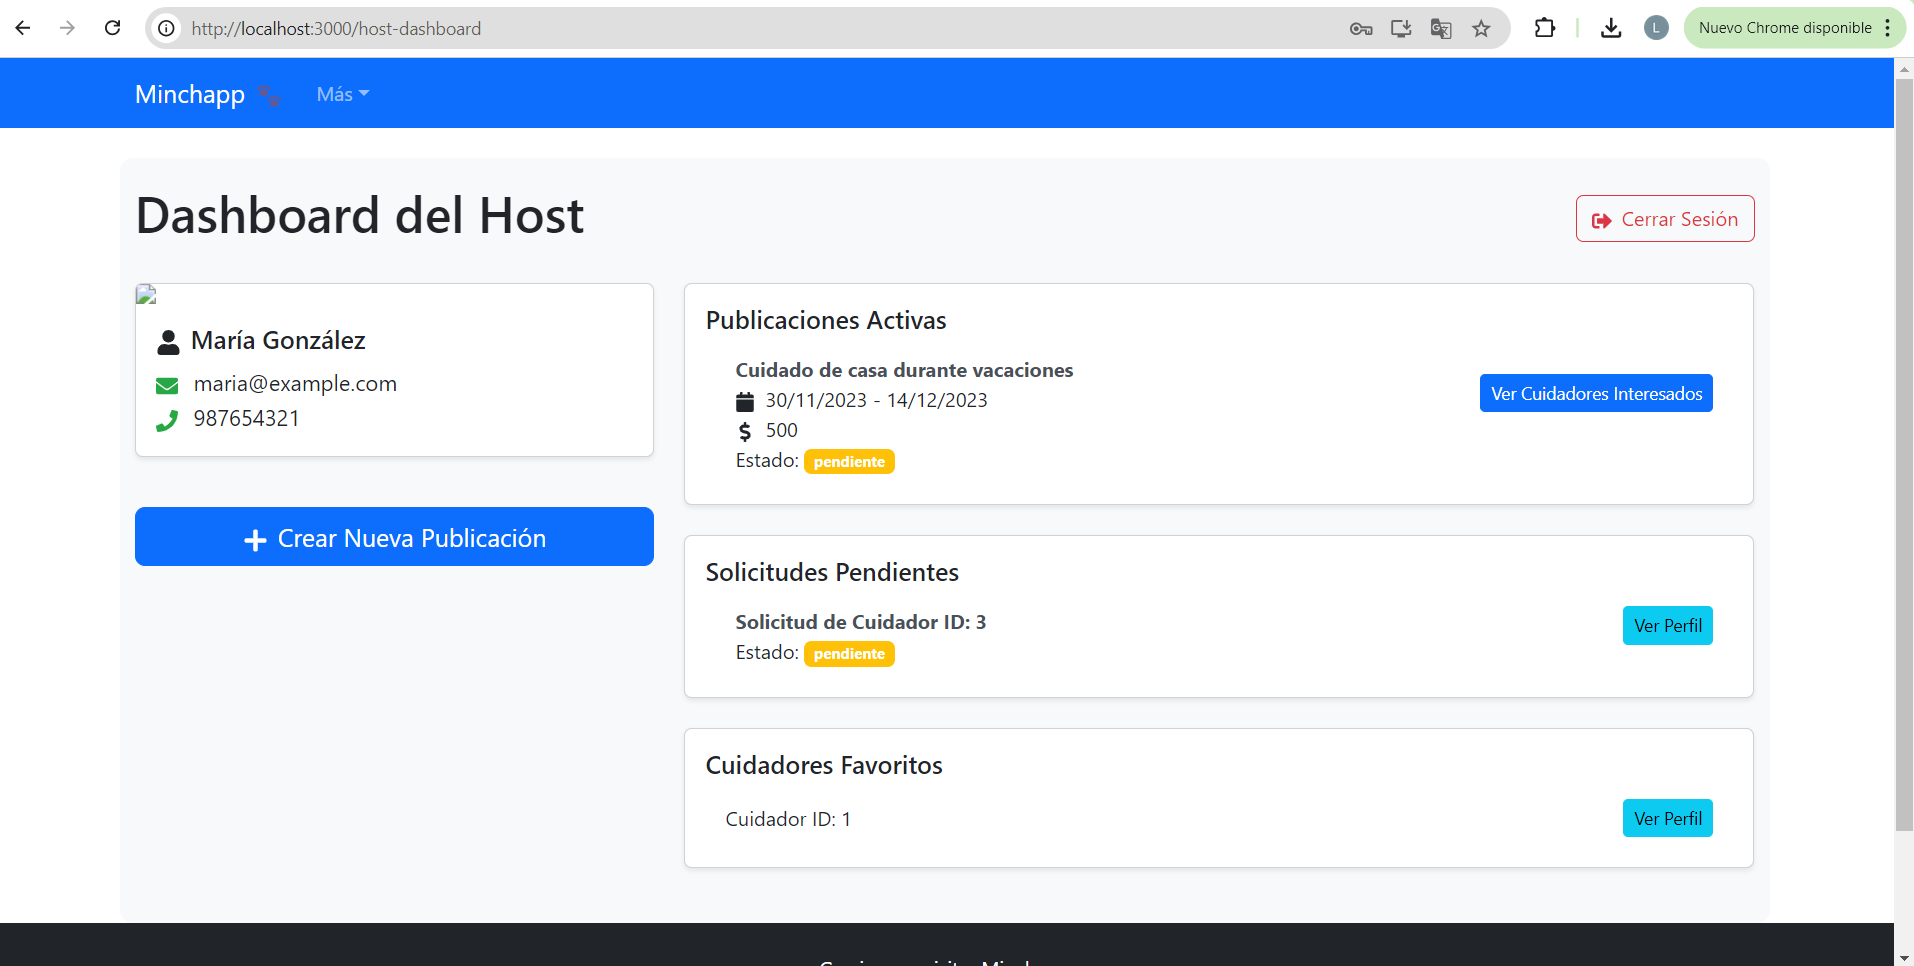 http://localhost:3000/host-dashboard
L
Nuevo Chrome disponible
Minchapp
Más
Dashboard del Host
Cerrar Sesión
María González
maria@example.com
987654321
Crear Nueva Publicación
Publicaciones Activas
Cuidado de casa durante vacaciones
30/11/2023 - 14/12/2023
$ 500
Estado: pendiente
Ver Cuidadores Interesados
Solicitudes Pendientes
Solicitud de Cuidador ID: 3
Estado: pendiente
Ver Perfil
Cuidadores Favoritos
Cuidador ID: 1
Ver Perfil